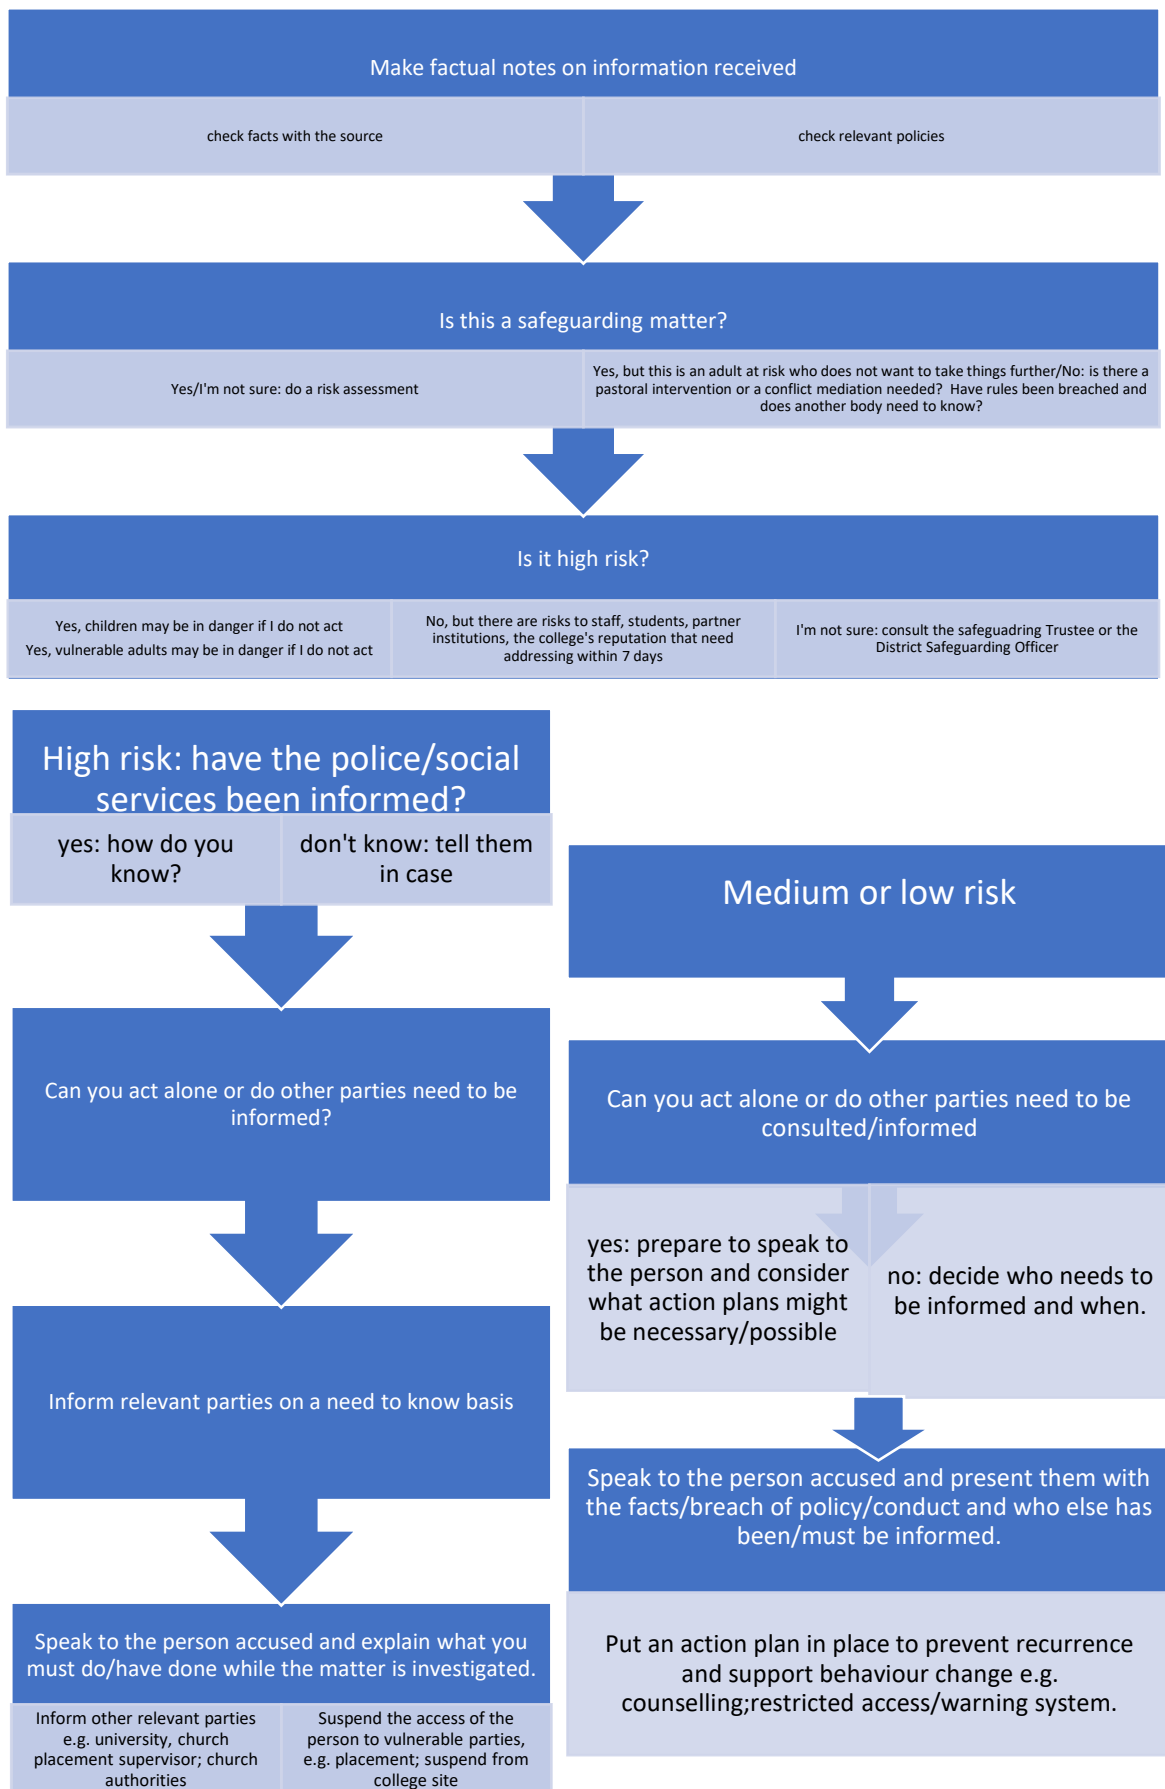 Make factual notes on information received
check facts with the source
check relevant policies
Is this a safeguarding matter?
Yes/I'm not sure: do a risk assessment
Yes, but this is an adult at risk who does not want to take things further/No: is there a
pastoral intervention or a conflict mediation needed? Have rules been breached and
does another body need to know?
Is it high risk?
Yes, children may be in danger if I do not act
Yes, vulnerable adults may be in danger if I do not act
No, but there are risks to staff, students, partner
institutions, the college's reputation that need
addressing within 7 days
I'm not sure: consult the safeguadring Trustee or the
District Safeguarding Officer
High risk: have the police/social
services been informed?
yes: how do you
know?
don't know: tell them
in case
Can you act alone or do other parties need to be
informed?
Inform relevant parties on a need to know basis
Speak to the person accused and explain what you
must do/have done while the matter is investigated.
Inform other relevant parties
e.g. university, church
placement supervisor; church
authorities
Suspend the access of the
person to vulnerable parties,
e.g. placement; suspend from
college site
Medium or low risk
Can you act alone or do other parties need to be
consulted/informed
yes: prepare to speak to
the person and consider
what action plans might
be necessary/possible
no: decide who needs to
be informed and when.
Speak to the person accused and present them with
the facts/breach of policy/conduct and who else has
been/must be informed.
Put an action plan in place to prevent recurrence
and support behaviour change e.g.
counselling;restricted access/warning system.